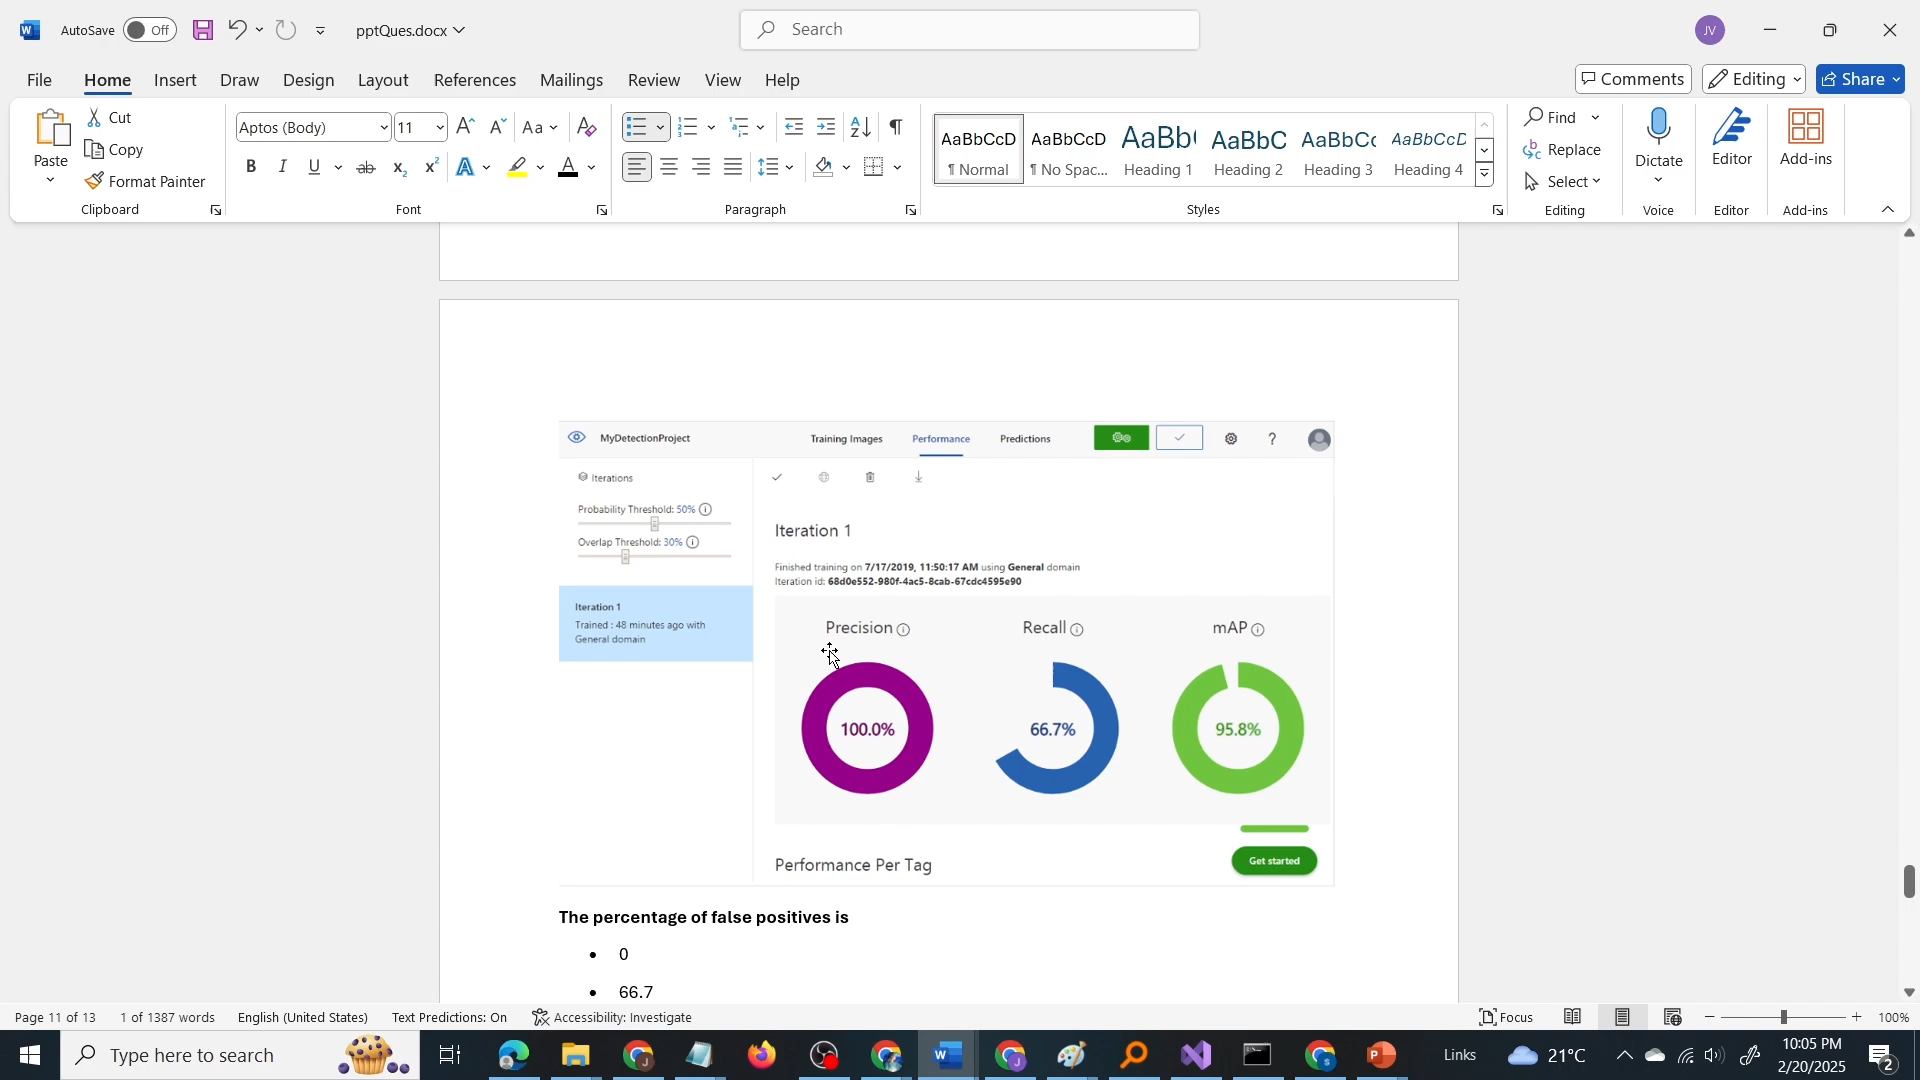 AutoSave Off pptQues.docx Search JV
File Home Insert Draw Design Layout References Mailings Review View Help Comments Editing Share
Paste Cut Copy Format Painter Clipboard
Aptos (Body) 11 Aa Font
Paragraph
AaBbCcD AaBbCcD AaBb( AaBbC AaBbCc AaBbCcD
¶ Normal ¶ No Spac... Heading 1 Heading 2 Heading 3 Heading 4
Styles
Find Replace Select Editing
Dictate Voice
Editor Editor
Add-ins Add-ins
MyDetectionProject Training Images Performance Predictions
Iterations
Probability Threshold: 50%
Overlap Threshold: 30%
Iteration 1
Trained : 48 minutes ago with
General domain
Iteration 1
Finished training on 7/17/2019, 11:50:17 AM using General domain
Iteration id: 68d0e552-980f-4ac5-8cab-67cdc4595e90
Precision Recall mAP
100.0% 66.7% 95.8%
Performance Per Tag Get started
The percentage of false positives is
• 0
• 66.7
Page 11 of 13 1 of 1387 words English (United States) Text Predictions: On Accessibility: Investigate Focus 100%
Type here to search Links 21°C 10:05 PM
2/20/2025 2